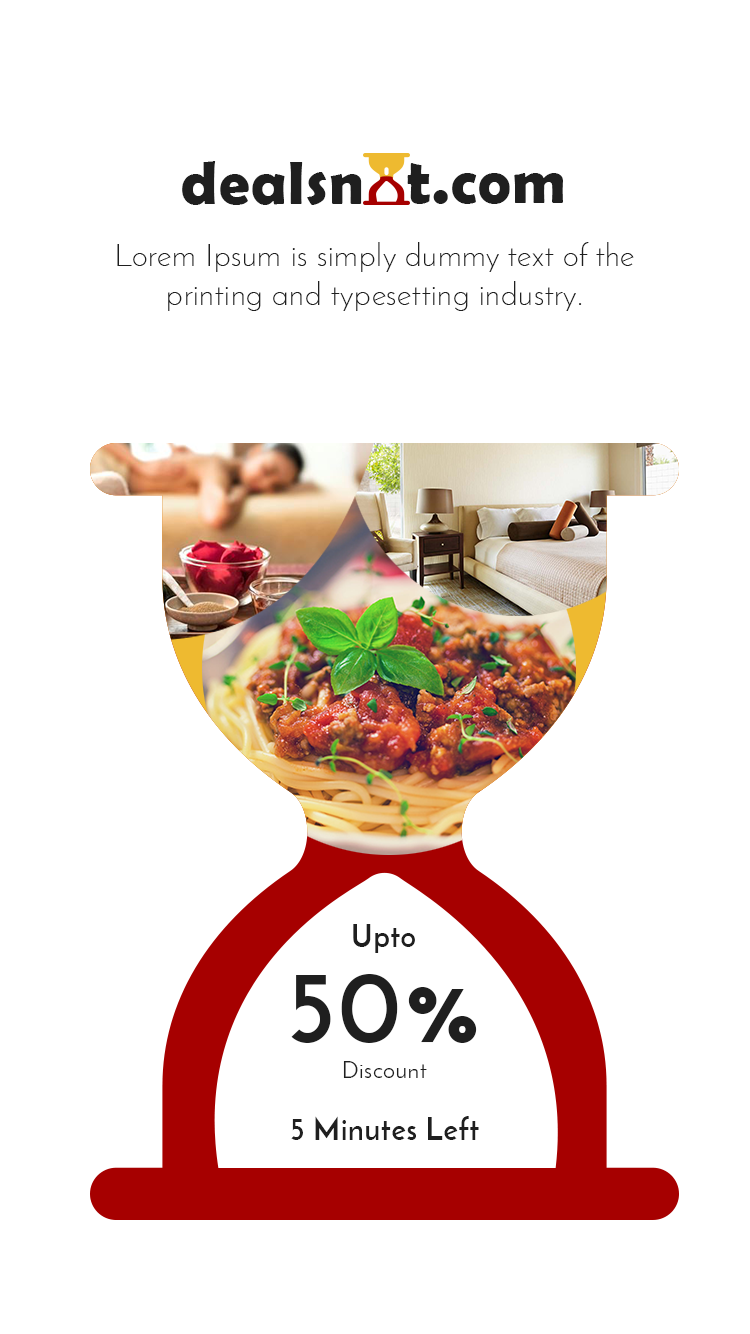 dealsnot.com
Lorem Ipsum is simply dummy text of the
printing and typesetting industry.
Upto
50%
Discount
5 Minutes Left